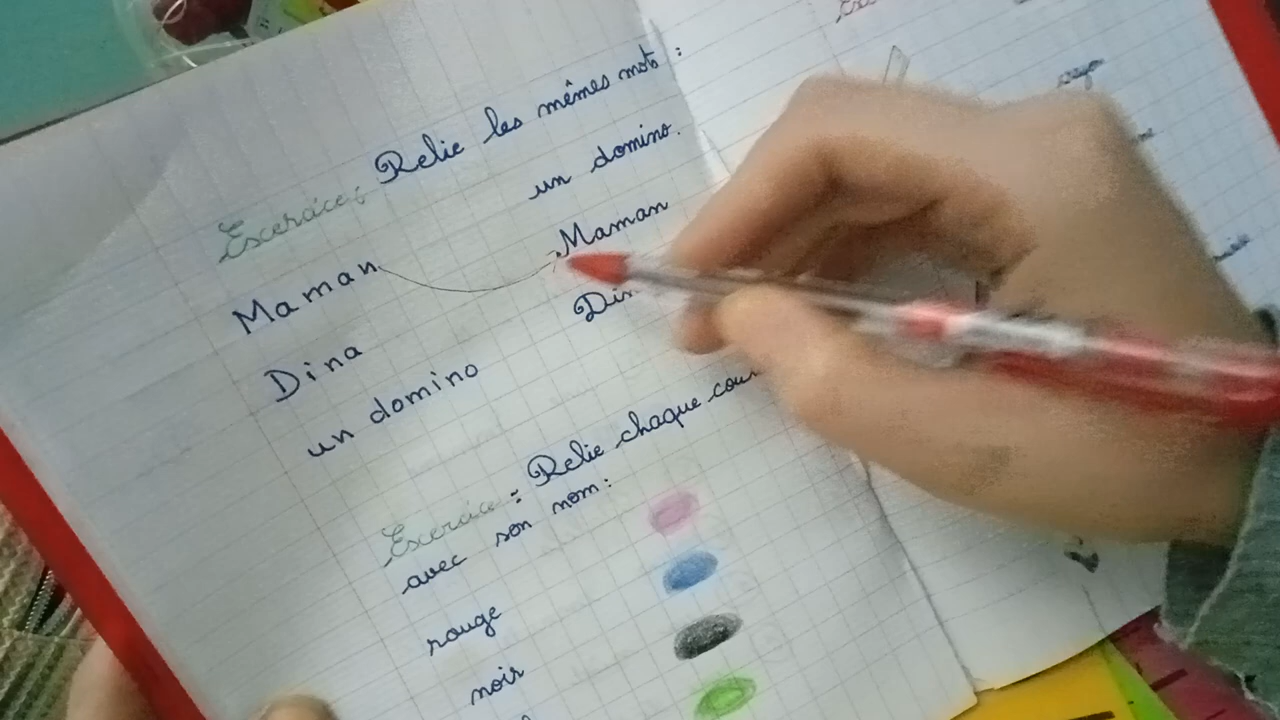 Exercice : Relie les mêmes mots :
Maman un domino.
Dina Maman
un domino
Exercice : Relie chaque
avec son nom :
rouge
noir
crayon